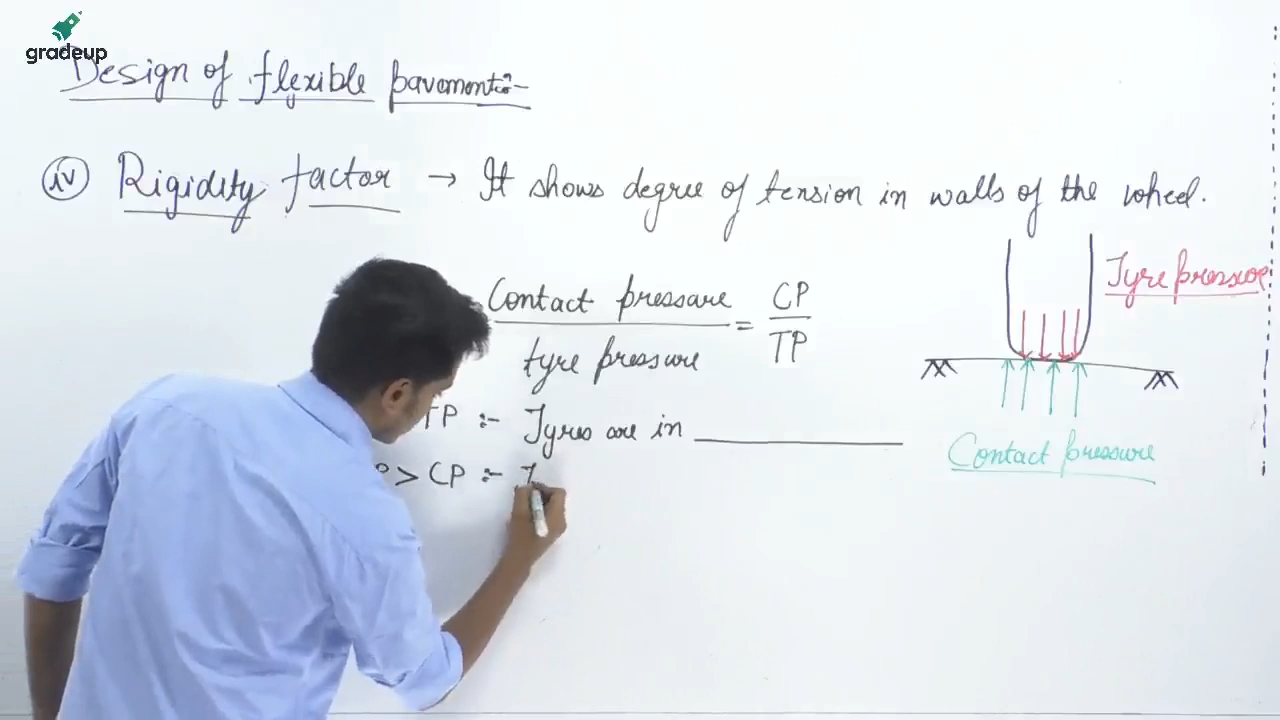 gradeup
Design of flexible pavements:-
iv Rigidity factor → It shows degree of tension in walls of the wheel.
Tyre pressure
Contact pressure / tyre pressure = CP / TP
TP :- Tyres are in __________
> CP :- T
Contact pressure